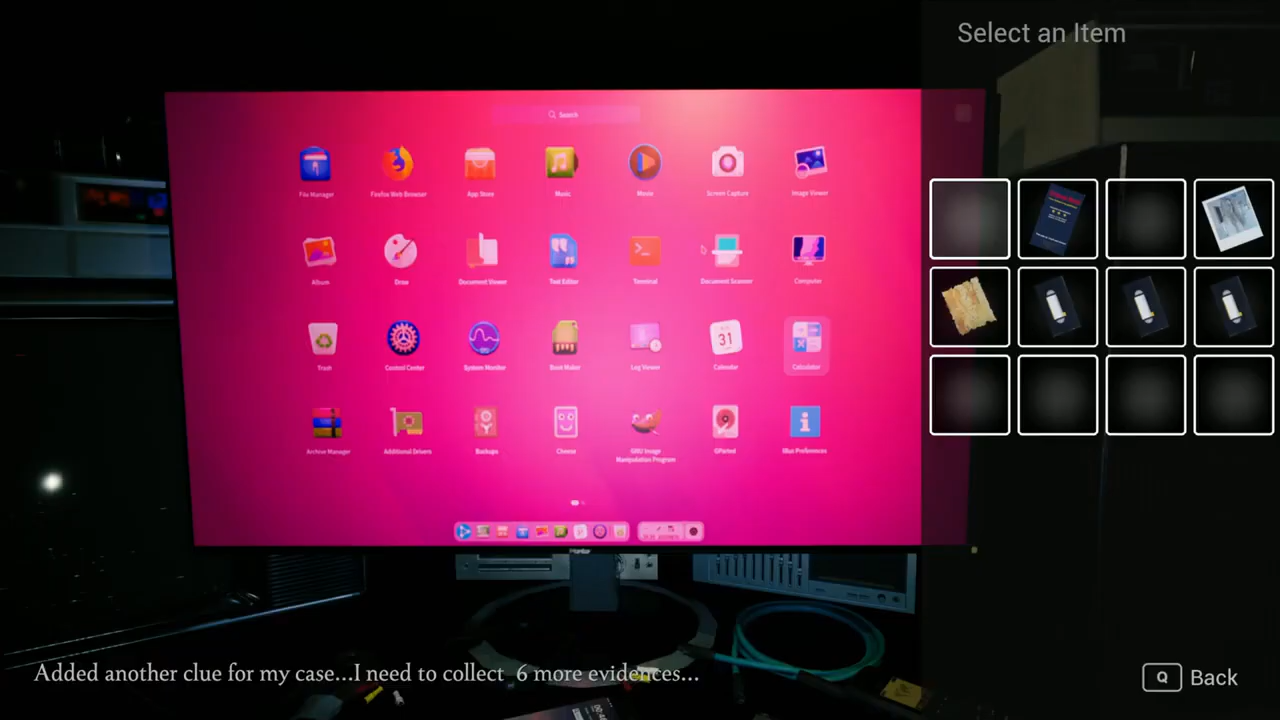 Select an Item
Search
File Manager
Firefox Web Browser
App Store
Music
Movie
Screen Capture
Image Viewer
Album
Draw
Document Viewer
Text Editor
Terminal
Document Scanner
Computer
Trash
Control Center
System Monitor
Boot Maker
Log Viewer
31
Calendar
Calculator
Archive Manager
Additional Drivers
Backups
Cheese
GNU Image
Manipulation Program
GParted
Monitor
Added another clue for my case...I need to collect 6 more evidences...
Q Back